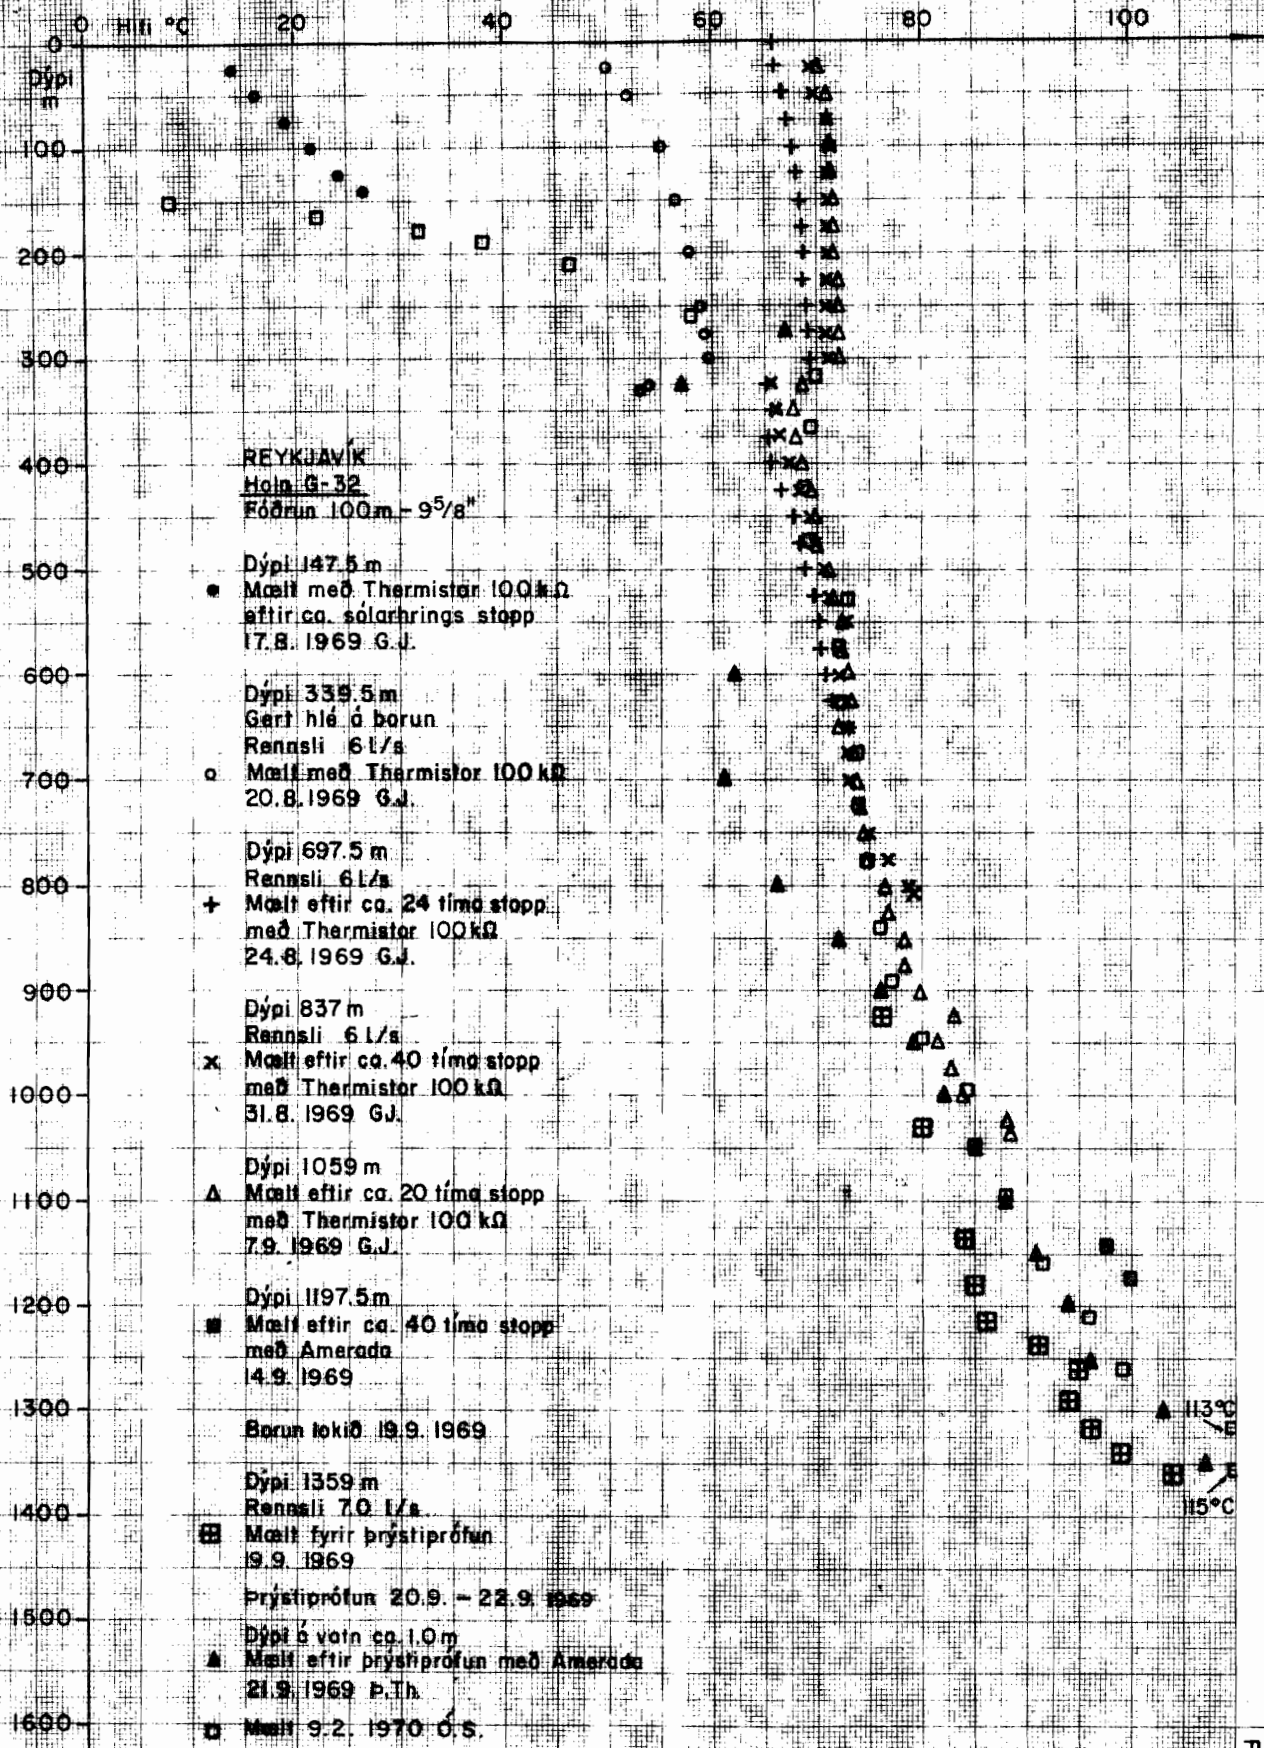 0 Hiti °C 20 40 60 80 100
0
Dýpi
m
100
200
300
400
500
600
700
800
900
1000
1100
1200
1300
1400
1500
1600
REYKJAVÍK
Hola G-32
Fóðrun 100m - 9 5/8"
Dýpi 147.5 m
Mælt með Thermistor 100 kΩ
eftir ca. sólarhrings stopp
17.8. 1969 G.J.
Dýpi 339.5 m
Gert hlé á borun
Rennsli 6 l/s
Mælt með Thermistor 100 kΩ
20.8.1969 G.J.
Dýpi 697.5 m
Rennsli 6 l/s
Mælt eftir ca. 24 tíma stopp
með Thermistor 100 kΩ
24.8.1969 G.J.
Dýpi 837 m
Rennsli 6 l/s
Mælt eftir ca. 40 tíma stopp
með Thermistor 100 kΩ
31.8. 1969 GJ.
Dýpi 1059 m
Mælt eftir ca. 20 tíma stopp
með Thermistor 100 kΩ
7.9. 1969 G.J.
Dýpi 1197.5 m
Mælt eftir ca. 40 tíma stopp
með Amerada
14.9. 1969
Borun lokið 19.9. 1969
Dýpi 1359 m
Rennsli 7.0 l/s
Mælt fyrir þrýstiprófun
19.9. 1969
Þrýstiprófun 20.9. - 22.9. 1969
Dýpi á vatn ca. 1.0 m
Mælt eftir þrýstiprófun með Amerada
21.9. 1969 Þ.Th.
Mælt 9.2. 1970 Ó.S.
113°C
115°C